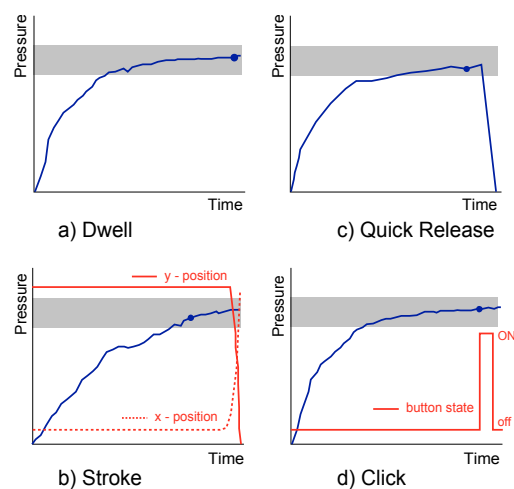 Pressure
Time
a) Dwell
Pressure
Time
c) Quick Release
Pressure
y - position
x - position
Time
b) Stroke
Pressure
ON
button state
off
Time
d) Click